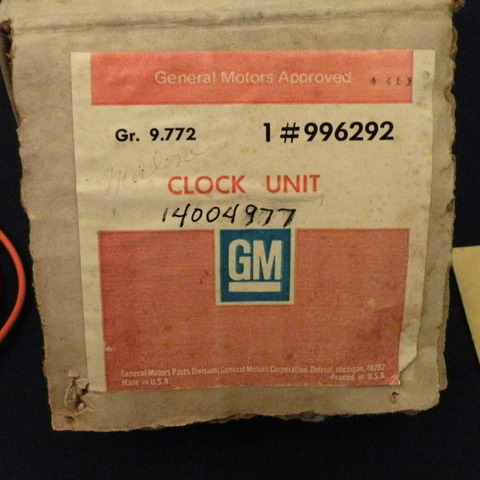 General Motors Approved
Gr. 9.772 1 # 996292
CLOCK UNIT
14004977
GM
General Motors Parts Division, General Motors Corporation, Detroit, Michigan, 48202
Made in U.S.A. Printed in U.S.A.